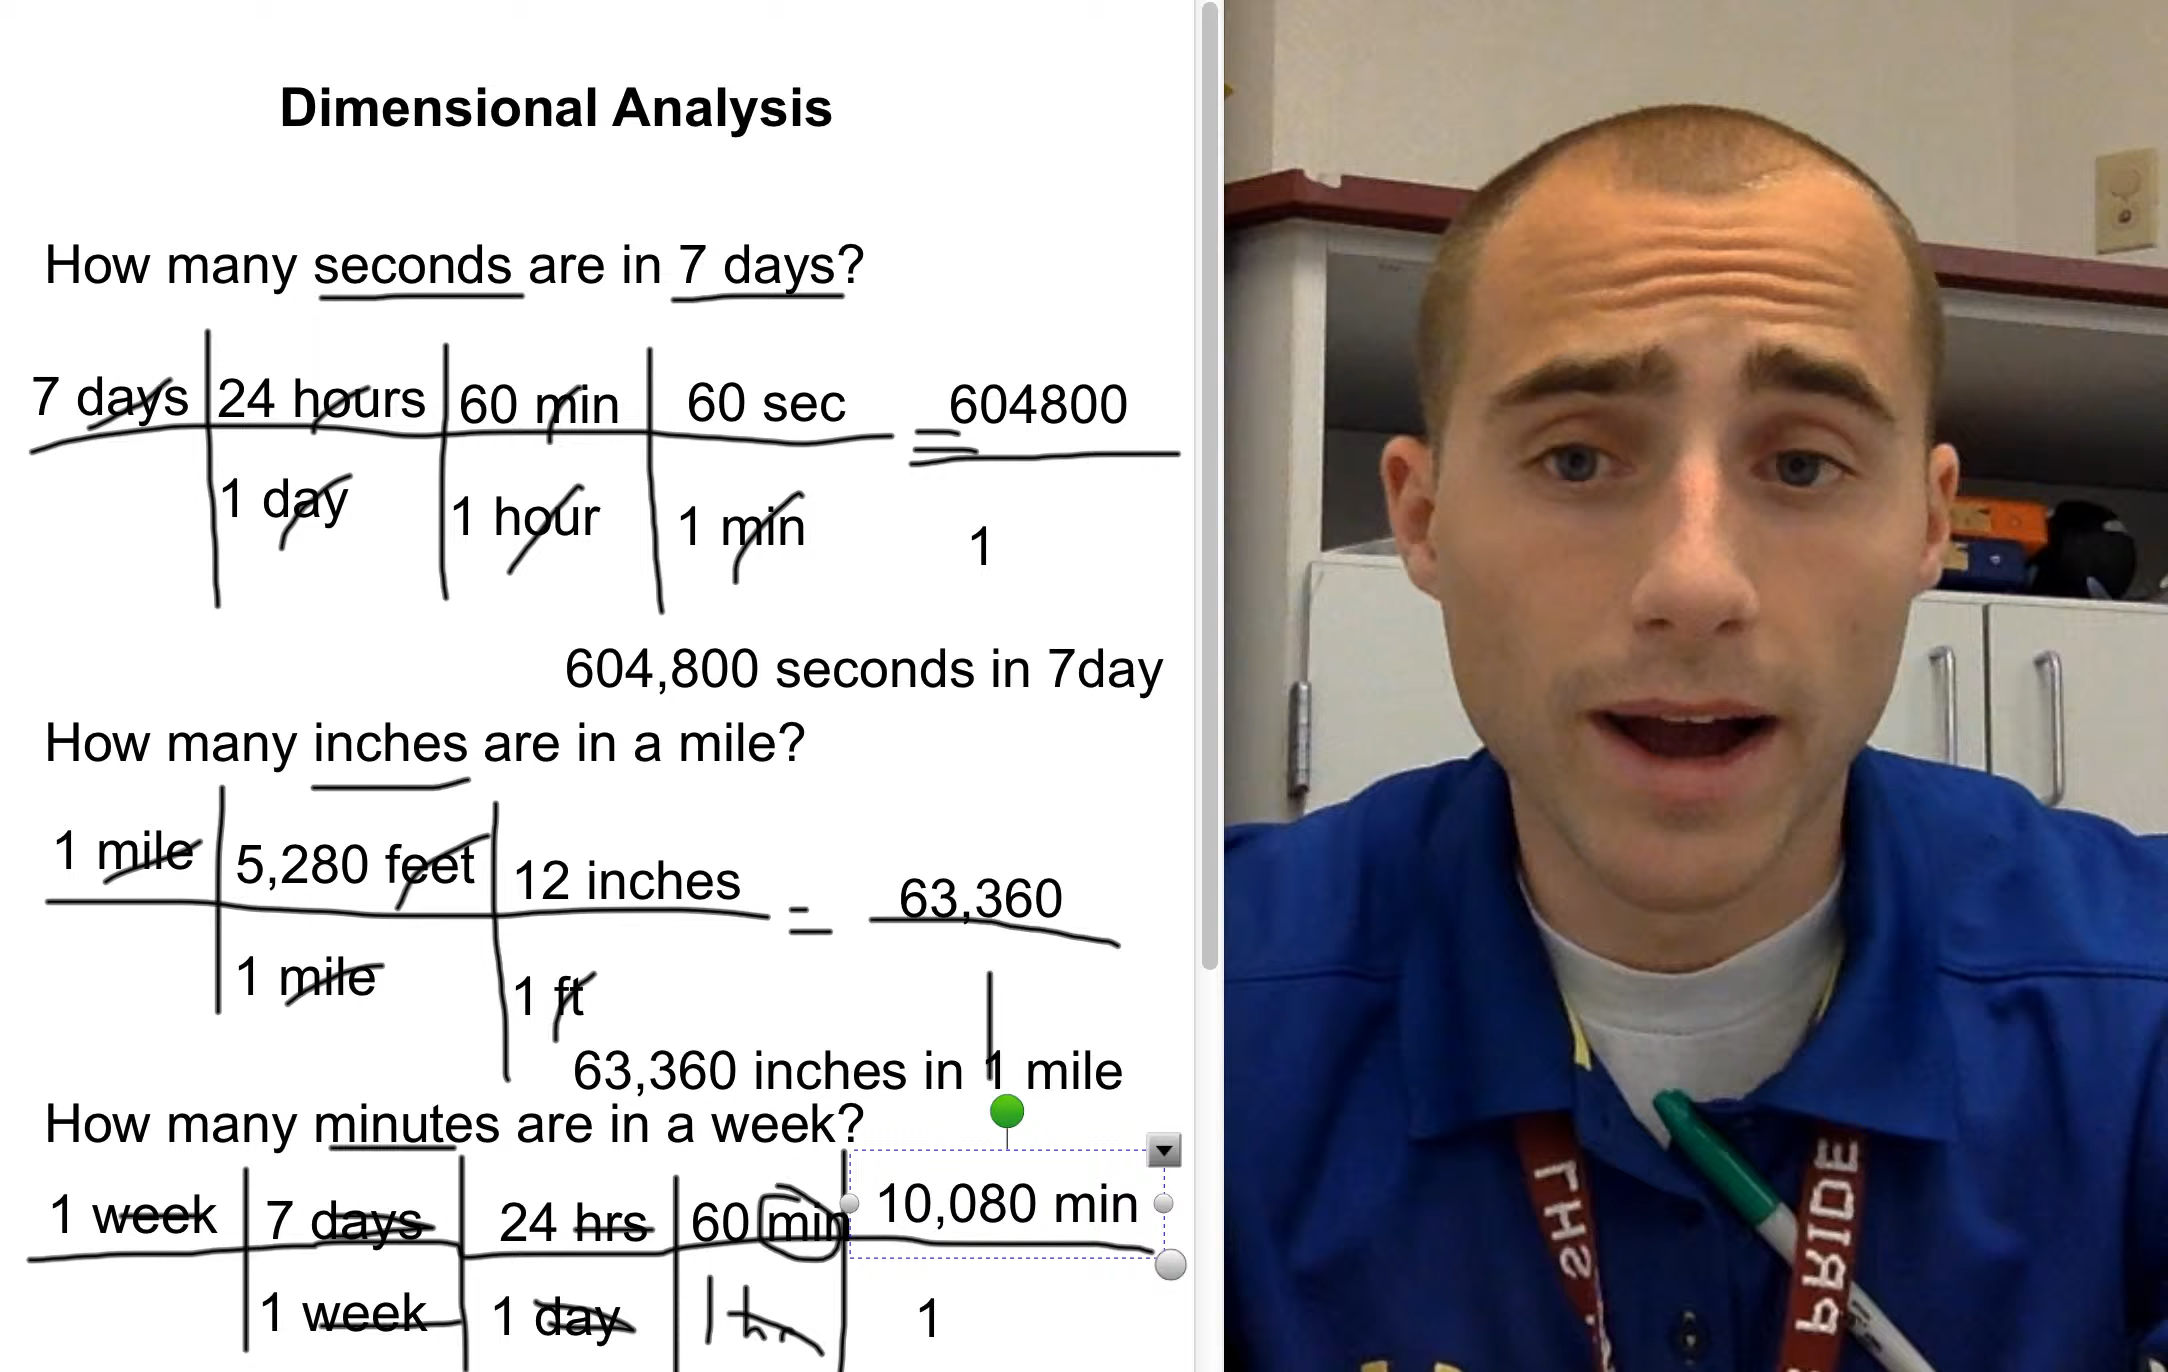 Dimensional Analysis
How many seconds are in 7 days?
7 days 24 hours 60 min 60 sec = 604800
1 day 1 hour 1 min 1
604,800 seconds in 7day
How many inches are in a mile?
1 mile 5,280 feet 12 inches = 63,360
1 mile 1 ft 1
63,360 inches in 1 mile
How many minutes are in a week?
1 week 7 days 24 hrs 60 min 10,080 min
1 week 1 day 1 hr 1
LHS PRIDE